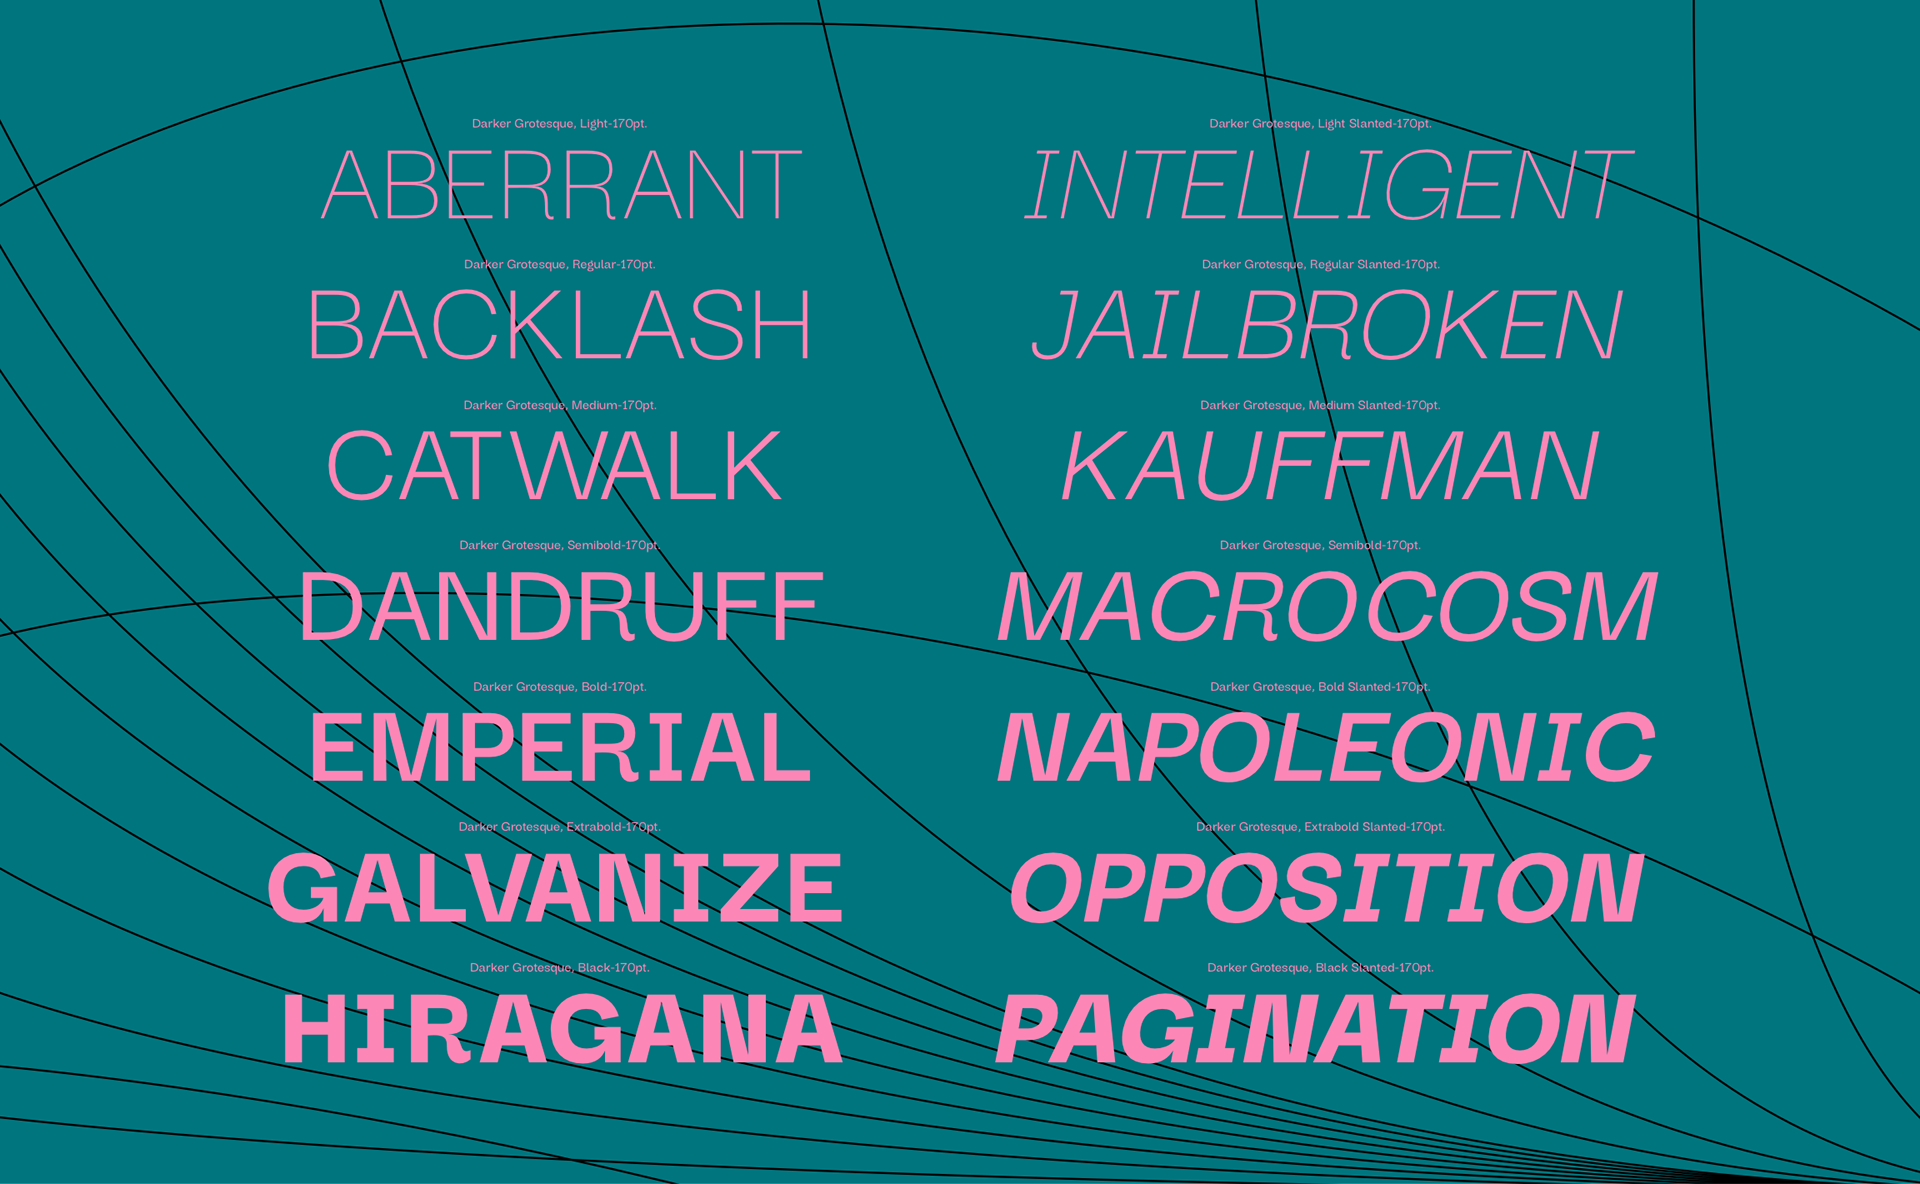 Darker Grotesque, Light-170pt.
ABERRANT
Darker Grotesque, Regular-170pt.
BACKLASH
Darker Grotesque, Medium-170pt.
CATWALK
Darker Grotesque, Semibold-170pt.
DANDRUFF
Darker Grotesque, Bold-170pt.
EMPERIAL
Darker Grotesque, Extrabold-170pt.
GALVANIZE
Darker Grotesque, Black-170pt.
HIRAGANA
Darker Grotesque, Light Slanted-170pt.
INTELLIGENT
Darker Grotesque, Regular Slanted-170pt.
JAILBROKEN
Darker Grotesque, Medium Slanted-170pt.
KAUFFMAN
Darker Grotesque, Semibold-170pt.
MACROCOSM
Darker Grotesque, Bold Slanted-170pt.
NAPOLEONIC
Darker Grotesque, Extrabold Slanted-170pt.
OPPOSITION
Darker Grotesque, Black Slanted-170pt.
PAGINATION